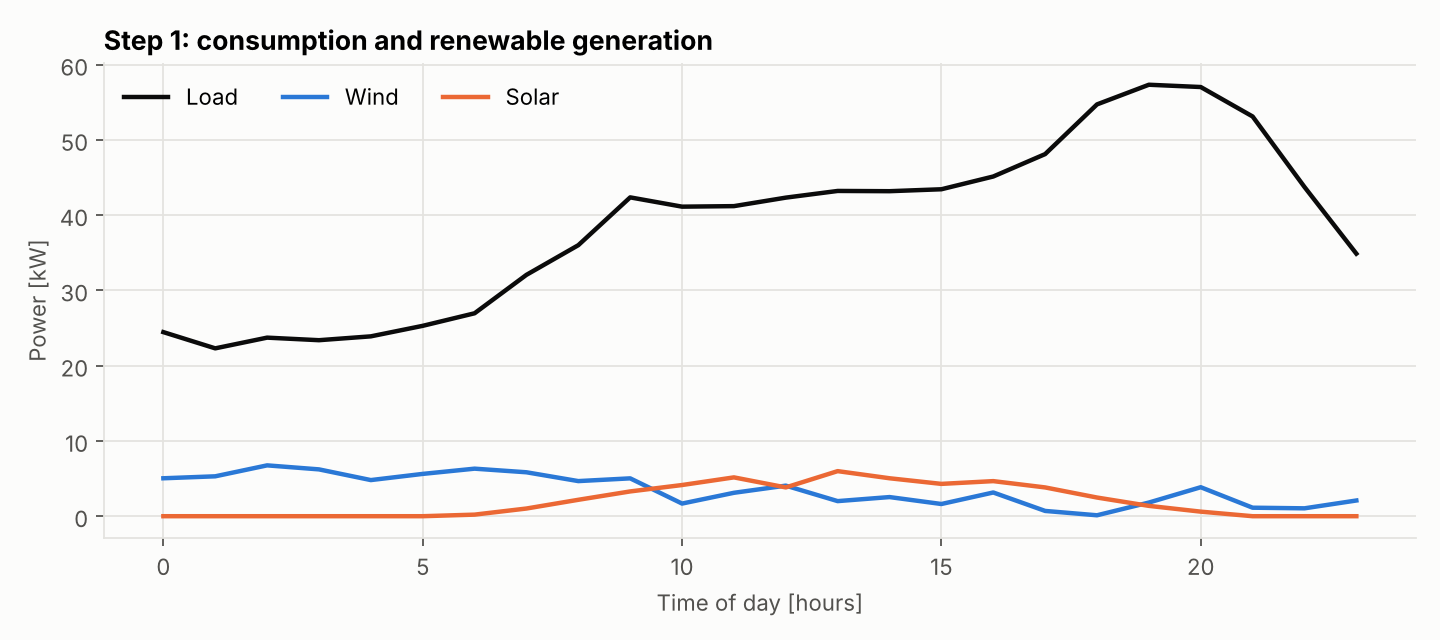 Step 1: consumption and renewable generation
Load Wind Solar
60
50
40
30
20
10
0
Power [kW]
0 5 10 15 20
Time of day [hours]